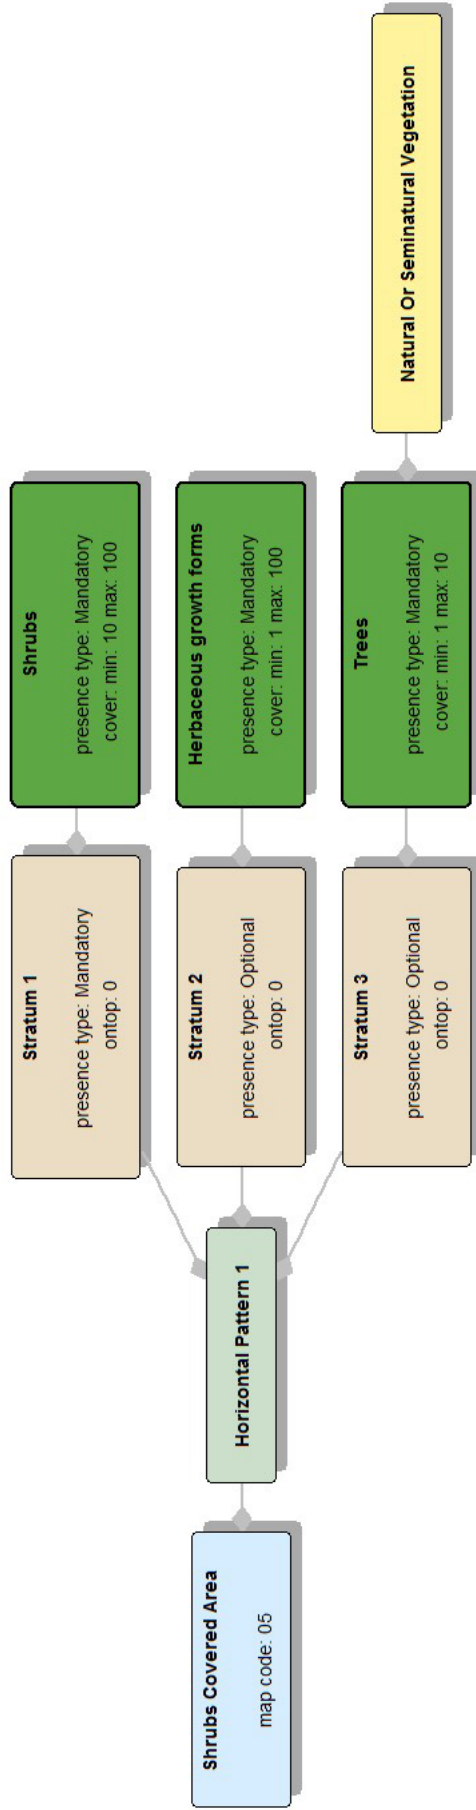 Shrubs Covered Area
map code: 05
Horizontal Pattern 1
Stratum 1
presence type: Mandatory
ontop: 0
Shrubs
presence type: Mandatory
cover: min: 10 max: 100
Stratum 2
presence type: Optional
ontop: 0
Herbaceous growth forms
presence type: Mandatory
cover: min: 1 max: 100
Stratum 3
presence type: Optional
ontop: 0
Trees
presence type: Mandatory
cover: min: 1 max: 10
Natural Or Seminatural Vegetation